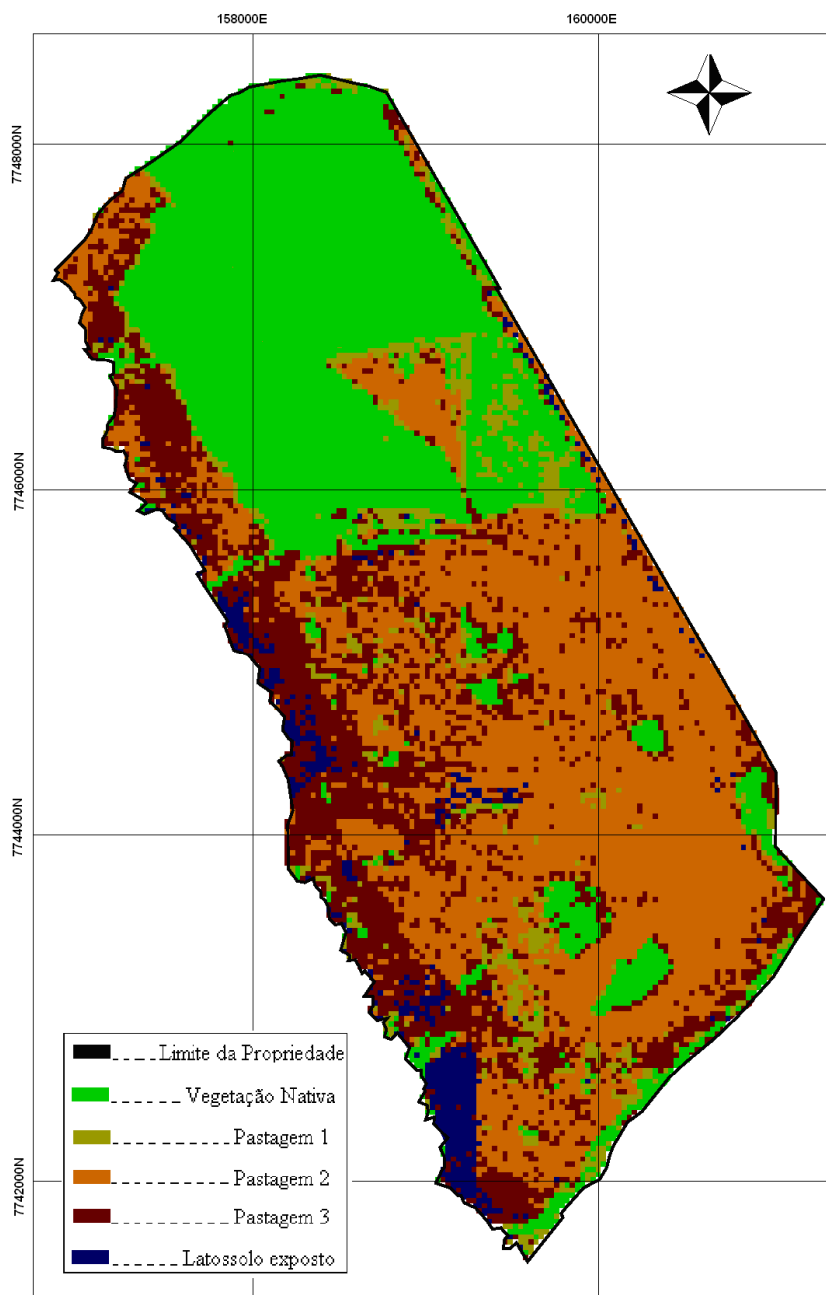 158000E
160000E
7748000N
7746000N
7744000N
7742000N
Limite da Propriedade
Vegetação Nativa
Pastagem 1
Pastagem 2
Pastagem 3
Latossolo exposto